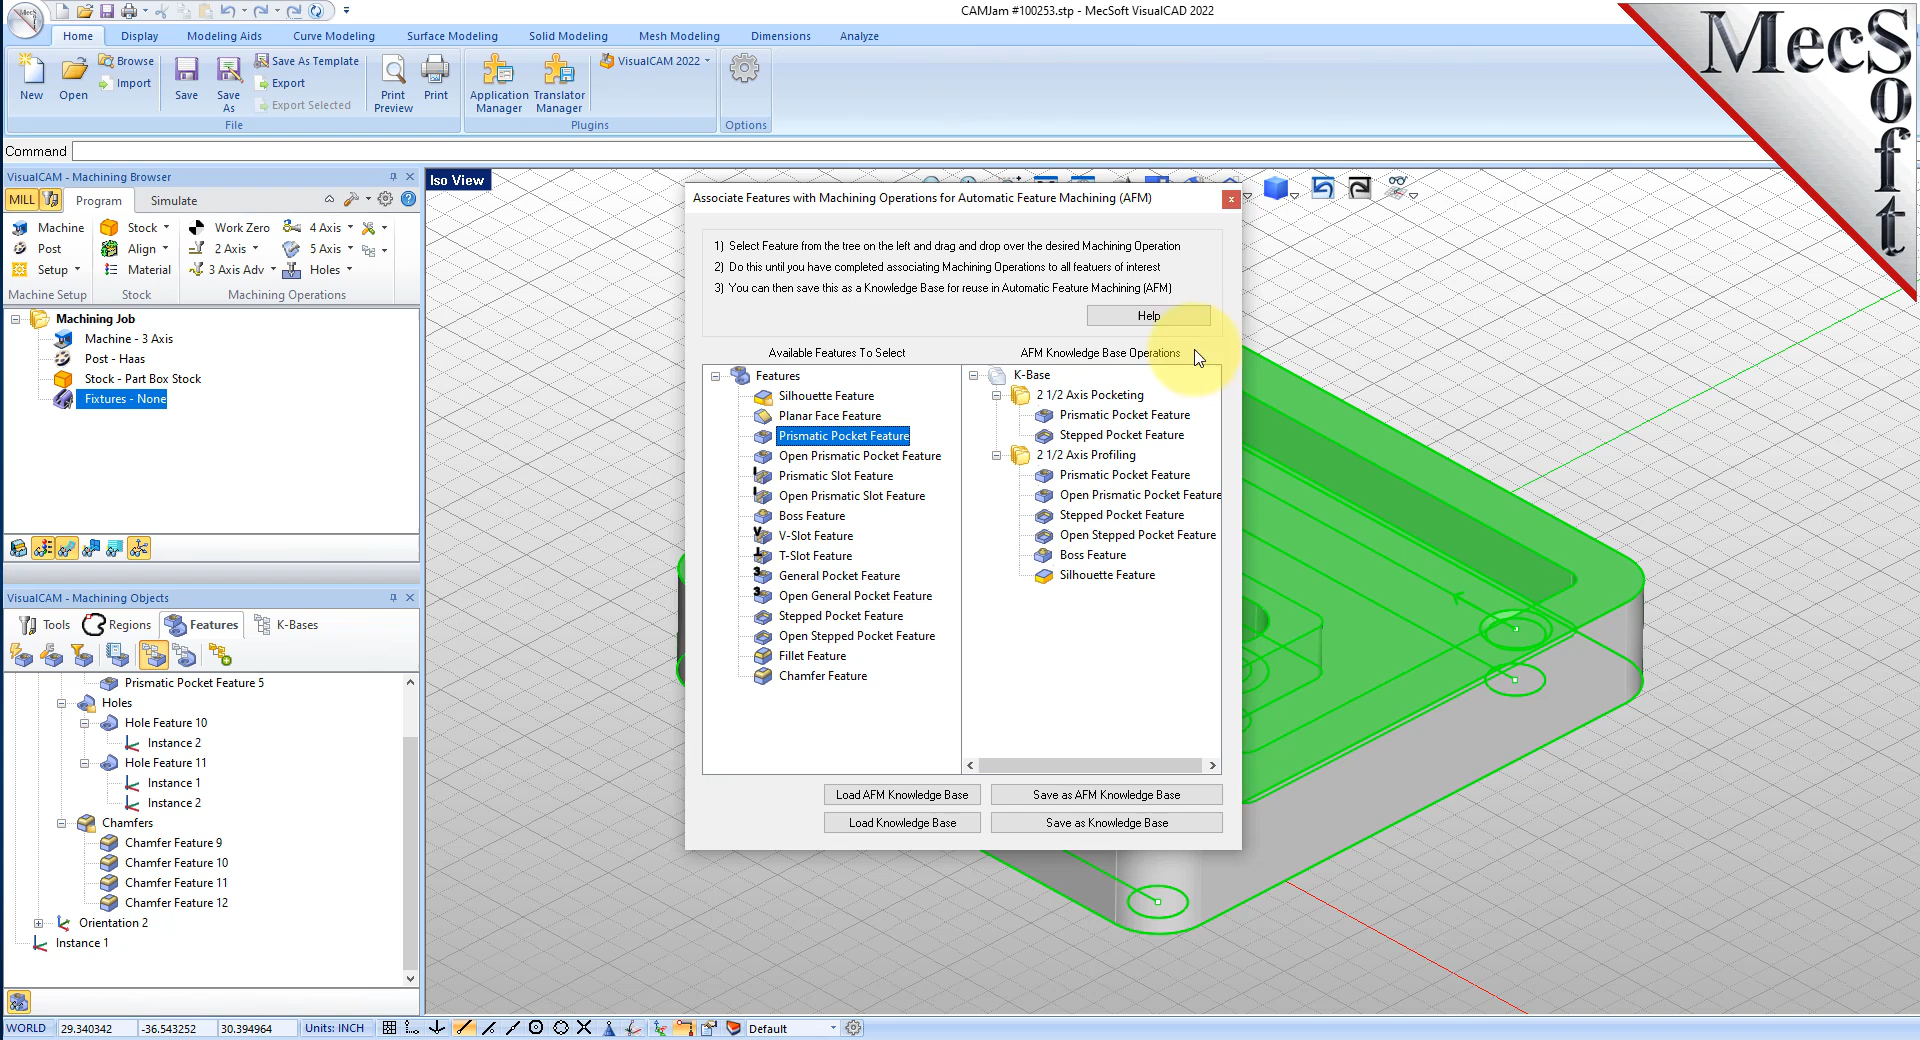 CAMJam #100253.stp - MecSoft VisualCAD 2022
Home Display Modeling Aids Curve Modeling Surface Modeling Solid Modeling Mesh Modeling Dimensions Analyze
New Open Browse Import Save Save As Save As Template Export Export Selected Print Preview Print
File
Application Manager Translator Manager VisualCAM 2022
Plugins
Options
MecSoft
Command
VisualCAM - Machining Browser
MILL Program Simulate
Machine Stock Work Zero 4 Axis
Post Align 2 Axis 5 Axis
Setup Material 3 Axis Adv Holes
Machine Setup Stock Machining Operations
Machining Job
Machine - 3 Axis
Post - Haas
Stock - Part Box Stock
Fixtures - None
VisualCAM - Machining Objects
Tools Regions Features K-Bases
Prismatic Pocket Feature 5
Holes
Hole Feature 10
Instance 2
Hole Feature 11
Instance 1
Instance 2
Chamfers
Chamfer Feature 9
Chamfer Feature 10
Chamfer Feature 11
Chamfer Feature 12
Orientation 2
Instance 1
Iso View
Associate Features with Machining Operations for Automatic Feature Machining (AFM)
1) Select Feature from the tree on the left and drag and drop over the desired Machining Operation
2) Do this until you have completed associating Machining Operations to all featuers of interest
3) You can then save this as a Knowledge Base for reuse in Automatic Feature Machining (AFM)
Help
Available Features To Select
Features
Silhouette Feature
Planar Face Feature
Prismatic Pocket Feature
Open Prismatic Pocket Feature
Prismatic Slot Feature
Open Prismatic Slot Feature
Boss Feature
V-Slot Feature
T-Slot Feature
General Pocket Feature
Open General Pocket Feature
Stepped Pocket Feature
Open Stepped Pocket Feature
Fillet Feature
Chamfer Feature
AFM Knowledge Base Operations
K-Base
2 1/2 Axis Pocketing
Prismatic Pocket Feature
Stepped Pocket Feature
2 1/2 Axis Profiling
Prismatic Pocket Feature
Open Prismatic Pocket Feature
Stepped Pocket Feature
Open Stepped Pocket Feature
Boss Feature
Silhouette Feature
Load AFM Knowledge Base Save as AFM Knowledge Base
Load Knowledge Base Save as Knowledge Base
WORLD 29.340342 -36.543252 30.394964 Units: INCH Default